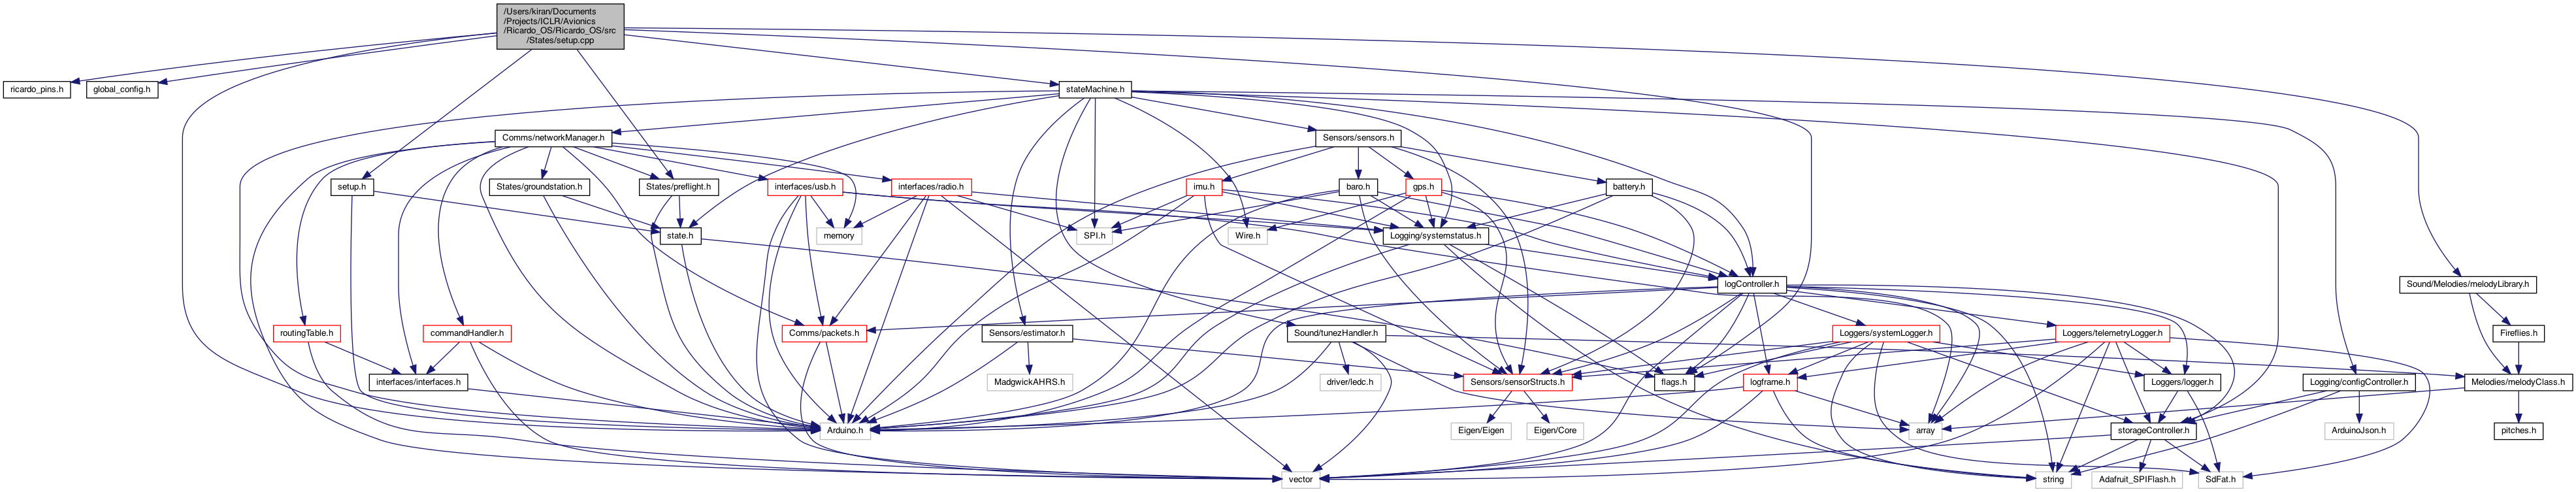 /Users/kiran/Documents
/Projects/ICLR/Avionics
/Ricardo_OS/Ricardo_OS/src
/States/setup.cpp
ricardo_pins.h
global_config.h
stateMachine.h
Comms/networkManager.h
Sensors/sensors.h
setup.h
States/groundstation.h
States/preflight.h
interfaces/usb.h
interfaces/radio.h
imu.h
baro.h
gps.h
battery.h
state.h
memory
SPI.h
Wire.h
Logging/systemstatus.h
logController.h
Sound/Melodies/melodyLibrary.h
routingTable.h
commandHandler.h
Comms/packets.h
Sensors/estimator.h
Sound/tunezHandler.h
Loggers/systemLogger.h
Loggers/telemetryLogger.h
Fireflies.h
interfaces/interfaces.h
MadgwickAHRS.h
driver/ledc.h
Sensors/sensorStructs.h
flags.h
logframe.h
Loggers/logger.h
Logging/configController.h
Melodies/melodyClass.h
Arduino.h
Eigen/Eigen
Eigen/Core
array
storageController.h
ArduinoJson.h
pitches.h
vector
string
Adafruit_SPIFlash.h
SdFat.h